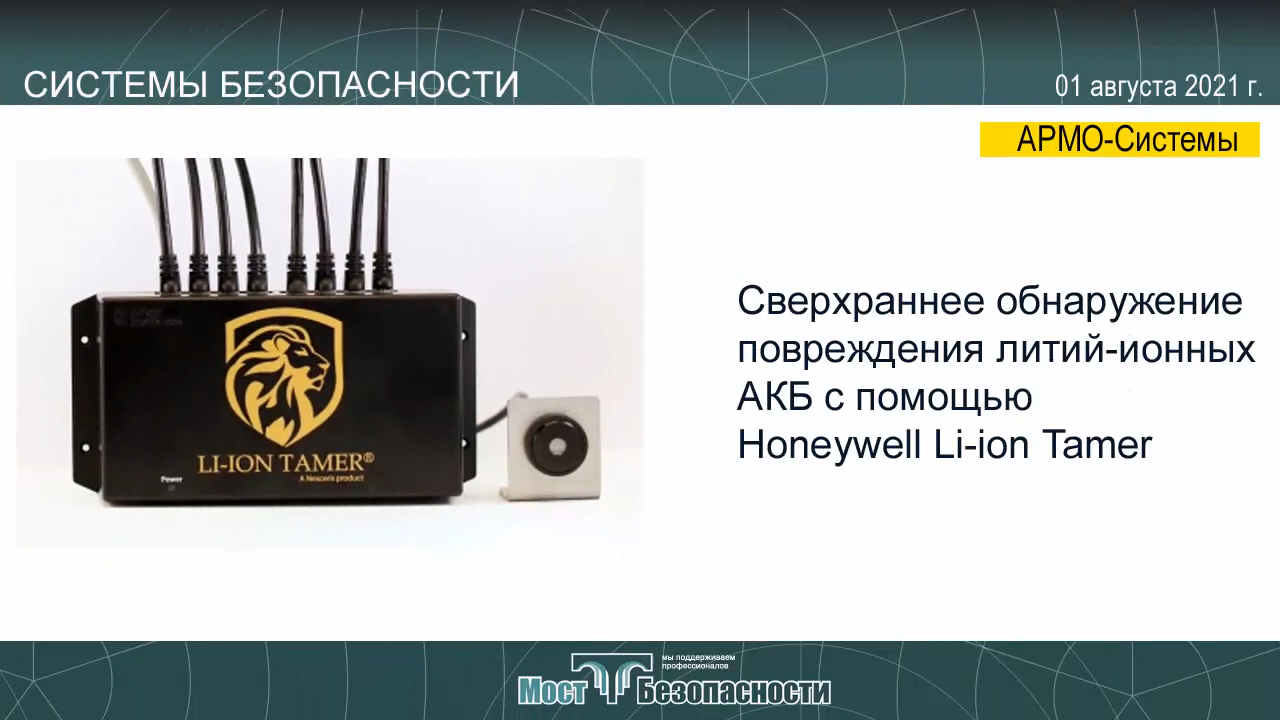 СИСТЕМЫ БЕЗОПАСНОСТИ
01 августа 2021 г.
АРМО-Системы
Сверхраннее обнаружение
повреждения литий-ионных
АКБ с помощью
Honeywell Li-ion Tamer
LI-ION TAMER®
A Nexceris product
Power
мы поддерживаем
профессионалов
Мост Безопасности